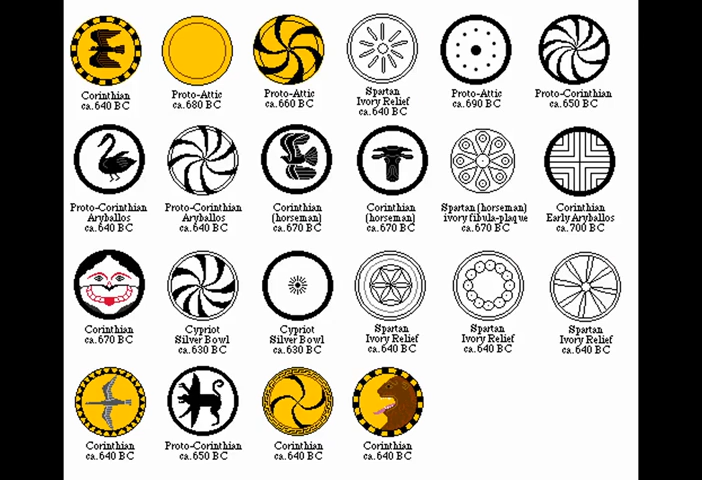 Corinthian
ca.640 BC
Proto-Attic
ca.680 BC
Proto-Attic
ca.660 BC
Spartan
Ivory Relief
ca.640 BC
Proto-Attic
ca.690 BC
Proto-Corinthian
ca.650 BC
Proto-Corinthian
Aryballos
ca.640 BC
Proto-Corinthian
Aryballos
ca.640 BC
Corinthian
(horseman)
ca.670 BC
Corinthian
(horseman)
ca.670 BC
Spartan (horseman)
ivory fibula-plaque
ca.670 BC
Corinthian
Early Aryballos
ca.700 BC
Corinthian
ca.670 BC
Cypriot
Silver Bowl
ca.630 BC
Cypriot
Silver Bowl
ca.630 BC
Spartan
Ivory Relief
ca.640 BC
Spartan
Ivory Relief
ca.640 BC
Spartan
Ivory Relief
ca.640 BC
Corinthian
ca.640 BC
Proto-Corinthian
ca.650 BC
Corinthian
ca.640 BC
Corinthian
ca.640 BC